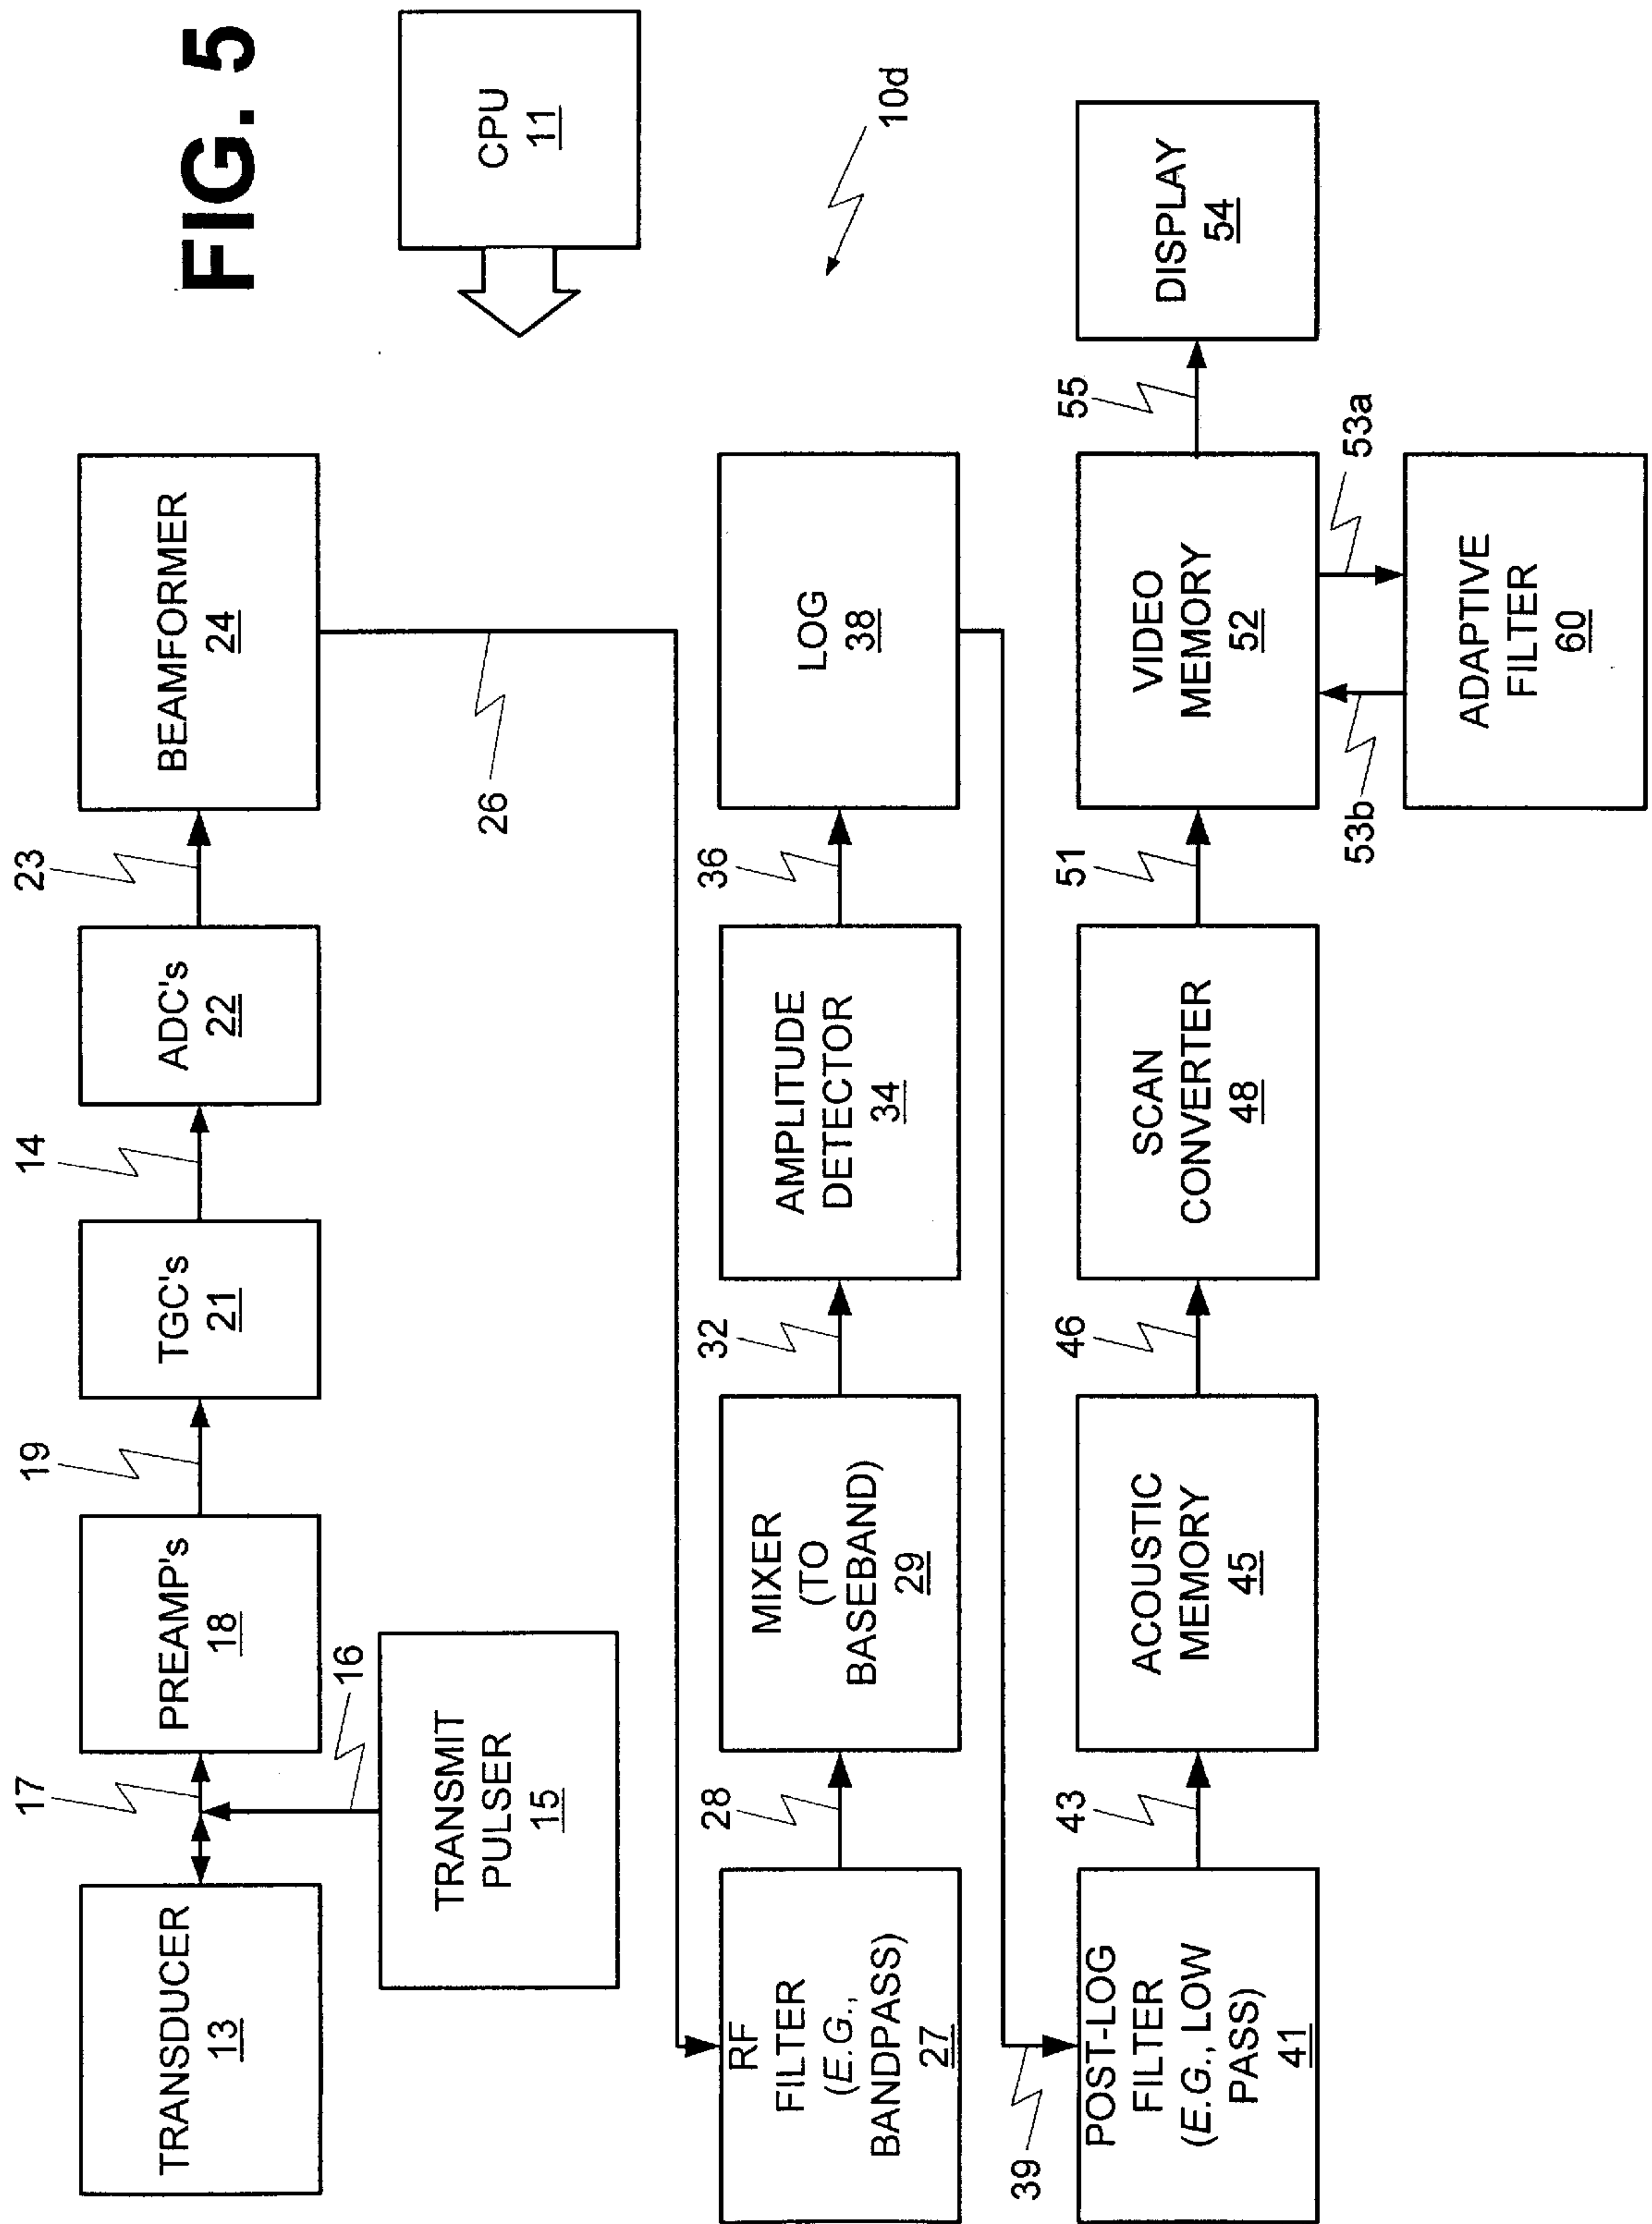 FIG. 5
CPU
11
10d
TRANSDUCER
13
17
TRANSMIT
PULSER
15
16
PREAMP's
18
19
TGC's
21
14
ADC's
22
23
BEAMFORMER
24
26
RF
FILTER
(E.G.,
BANDPASS)
27
28
MIXER
(TO
BASEBAND)
29
32
AMPLITUDE
DETECTOR
34
36
LOG
38
39
POST-LOG
FILTER
(E.G., LOW
PASS)
41
43
ACOUSTIC
MEMORY
45
46
SCAN
CONVERTER
48
51
VIDEO
MEMORY
52
55
DISPLAY
54
53b
53a
ADAPTIVE
FILTER
60